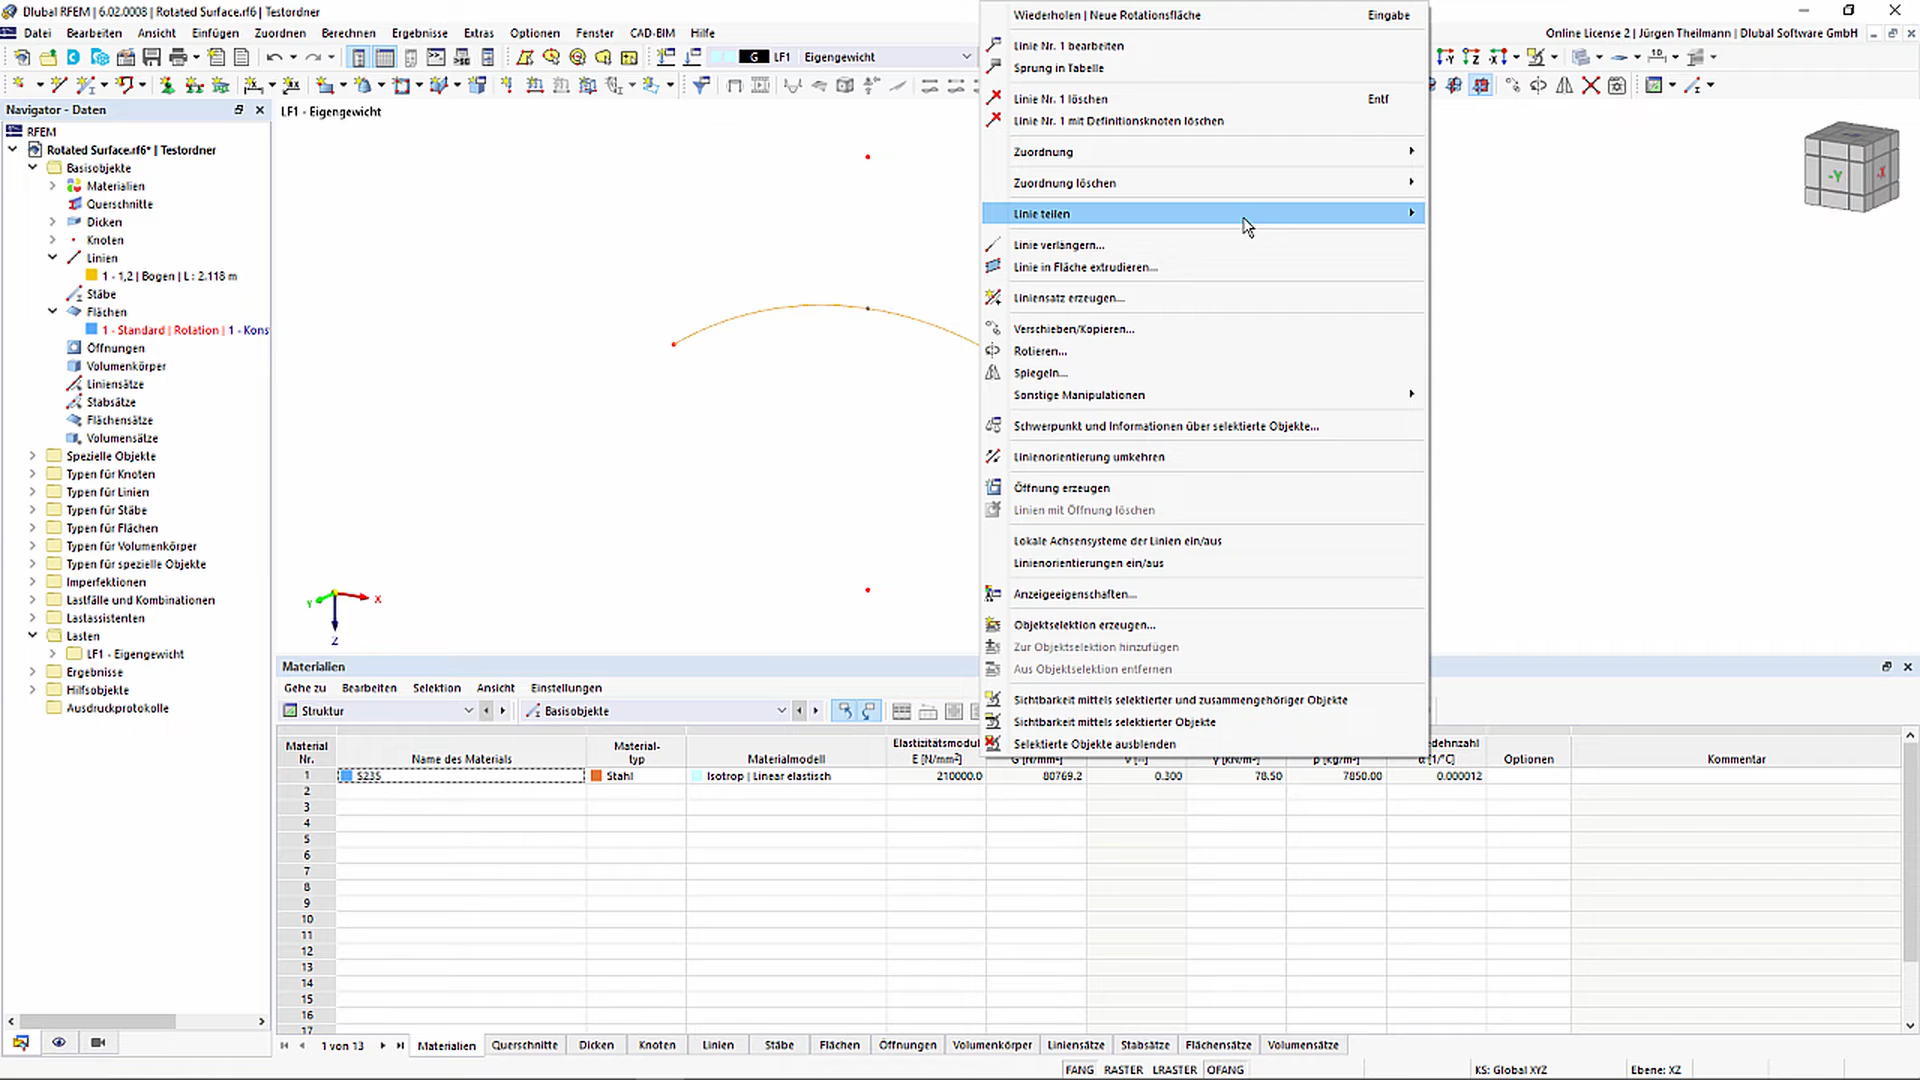 Dlubal RFEM | 6.02.0008 | Rotated Surface.rf6 | Testordner
Datei Bearbeiten Ansicht Einfügen Zuordnen Berechnen Ergebnisse Extras Optionen Fenster CAD-BIM Hilfe
Online License 2 | Jürgen Theilmann | Dlubal Software GmbH
G LF1 Eigengewicht
Navigator - Daten
RFEM
Rotated Surface.rf6* | Testordner
Basisobjekte
Materialien
Querschnitte
Dicken
Knoten
Linien
1 - 1,2 | Bogen | L : 2.118 m
Stäbe
Flächen
1 - Standard | Rotation | 1 - Kons
Öffnungen
Volumenkörper
Liniensätze
Stabsätze
Flächensätze
Volumensätze
Spezielle Objekte
Typen für Knoten
Typen für Linien
Typen für Stäbe
Typen für Flächen
Typen für Volumenkörper
Typen für spezielle Objekte
Imperfektionen
Lastfälle und Kombinationen
Lastassistenten
Lasten
LF1 - Eigengewicht
Ergebnisse
Hilfsobjekte
Ausdruckprotokolle
LF1 - Eigengewicht
Y X
Z
-Y -X
Wiederholen | Neue Rotationsfläche Eingabe
Linie Nr. 1 bearbeiten
Sprung in Tabelle
Linie Nr. 1 löschen Entf
Linie Nr. 1 mit Definitionsknoten löschen
Zuordnung
Zuordnung löschen
Linie teilen
Linie verlängern...
Linie in Fläche extrudieren...
Liniensatz erzeugen...
Verschieben/Kopieren...
Rotieren...
Spiegeln...
Sonstige Manipulationen
Schwerpunkt und Informationen über selektierte Objekte...
Linienorientierung umkehren
Öffnung erzeugen
Linien mit Öffnung löschen
Lokale Achsensysteme der Linien ein/aus
Linienorientierungen ein/aus
Anzeigeeigenschaften...
Objektselektion erzeugen...
Zur Objektselektion hinzufügen
Aus Objektselektion entfernen
Sichtbarkeit mittels selektierter und zusammengehöriger Objekte
Sichtbarkeit mittels selektierter Objekte
Selektierte Objekte ausblenden
Materialien
Gehe zu Bearbeiten Selektion Ansicht Einstellungen
Struktur Basisobjekte
Material Nr. Name des Materials Material- typ Materialmodell Elastizitätsmodul E [N/mm²] Optionen Kommentar
1 S235 Stahl Isotrop | Linear elastisch 210000.0 80769.2 0.300 78.50 7850.00 0.000012
2
3
4
5
6
7
8
9
10
11
12
13
14
15
16
17
1 von 13 Materialien Querschnitte Dicken Knoten Linien Stäbe Flächen Öffnungen Volumenkörper Liniensätze Stabsätze Flächensätze Volumensätze
FANG RASTER LRASTER OFANG KS: Global XYZ Ebene: XZ